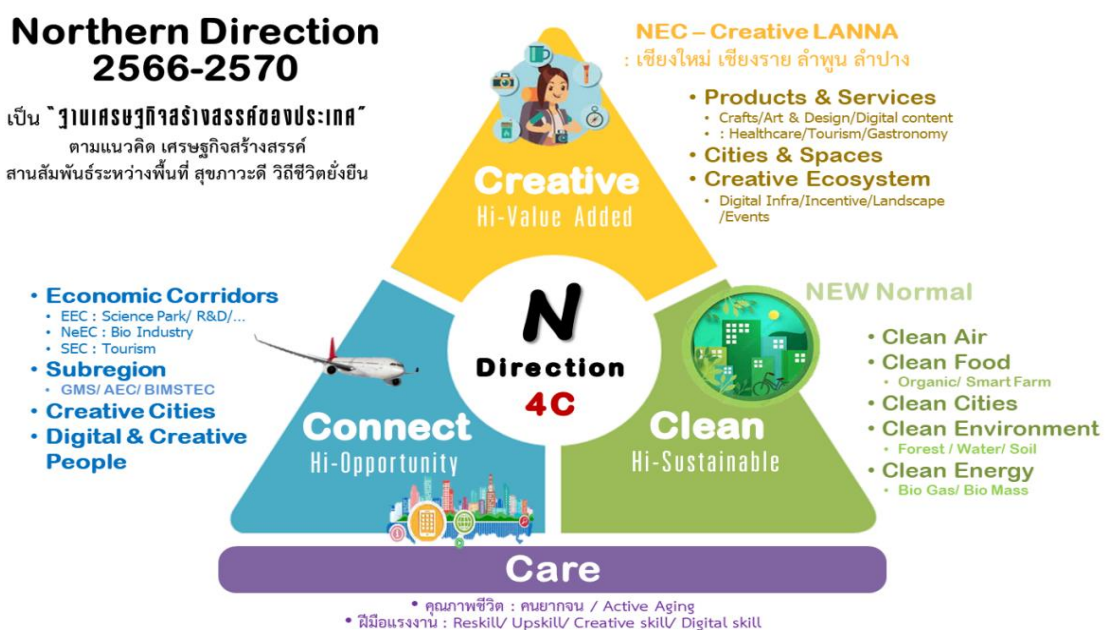 Northern Direction
2566-2570
เป็น "ฐานเศรษฐกิจสร้างสรรค์ของประเทศ"
ตามแนวคิด เศรษฐกิจสร้างสรรค์
สานสัมพันธ์ระหว่างพื้นที่ สุขภาวะดี วิถีชีวิตยั่งยืน
NEC – Creative LANNA
: เชียงใหม่ เชียงราย ลำพูน ลำปาง
• Products & Services
• Crafts/Art & Design/Digital content
• : Healthcare/Tourism/Gastronomy
• Cities & Spaces
• Creative Ecosystem
• Digital Infra/Incentive/Landscape
/Events
Creative
Hi-Value Added
• Economic Corridors
• EEC : Science Park/ R&D/...
• NeEC : Bio Industry
• SEC : Tourism
• Subregion
• GMS/ AEC/ BIMSTEC
• Creative Cities
• Digital & Creative
People
N
Direction
4C
Connect
Hi-Opportunity
Clean
Hi-Sustainable
NEW Normal
• Clean Air
• Clean Food
• Organic/ Smart Farm
• Clean Cities
• Clean Environment
• Forest / Water/ Soil
• Clean Energy
• Bio Gas/ Bio Mass
Care
• คุณภาพชีวิต : คนยากจน / Active Aging
• ฝีมือแรงงาน : Reskill/ Upskill/ Creative skill/ Digital skill